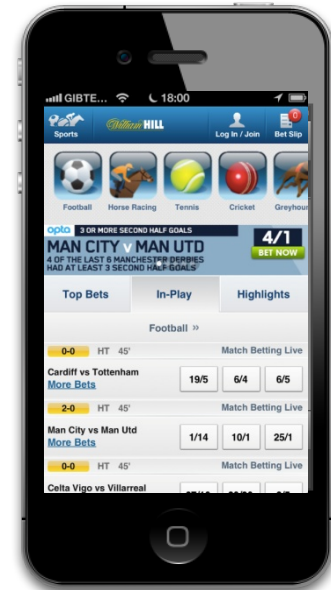 GIBTE... 18:00
Sports William HILL Log In / Join Bet Slip
0
Football Horse Racing Tennis Cricket Greyhour
opta 3 OR MORE SECOND HALF GOALS
MAN CITY V MAN UTD 4/1
4 OF THE LAST 6 MANCHESTER DERBIES BET NOW
HAD AT LEAST 3 SECOND HALF GOALS
Top Bets In-Play Highlights
Football »
0-0 HT 45' Match Betting Live
Cardiff vs Tottenham
More Bets 19/5 6/4 6/5
2-0 HT 45' Match Betting Live
Man City vs Man Utd
More Bets 1/14 10/1 25/1
0-0 HT 45' Match Betting Live
Celta Vigo vs Villarreal